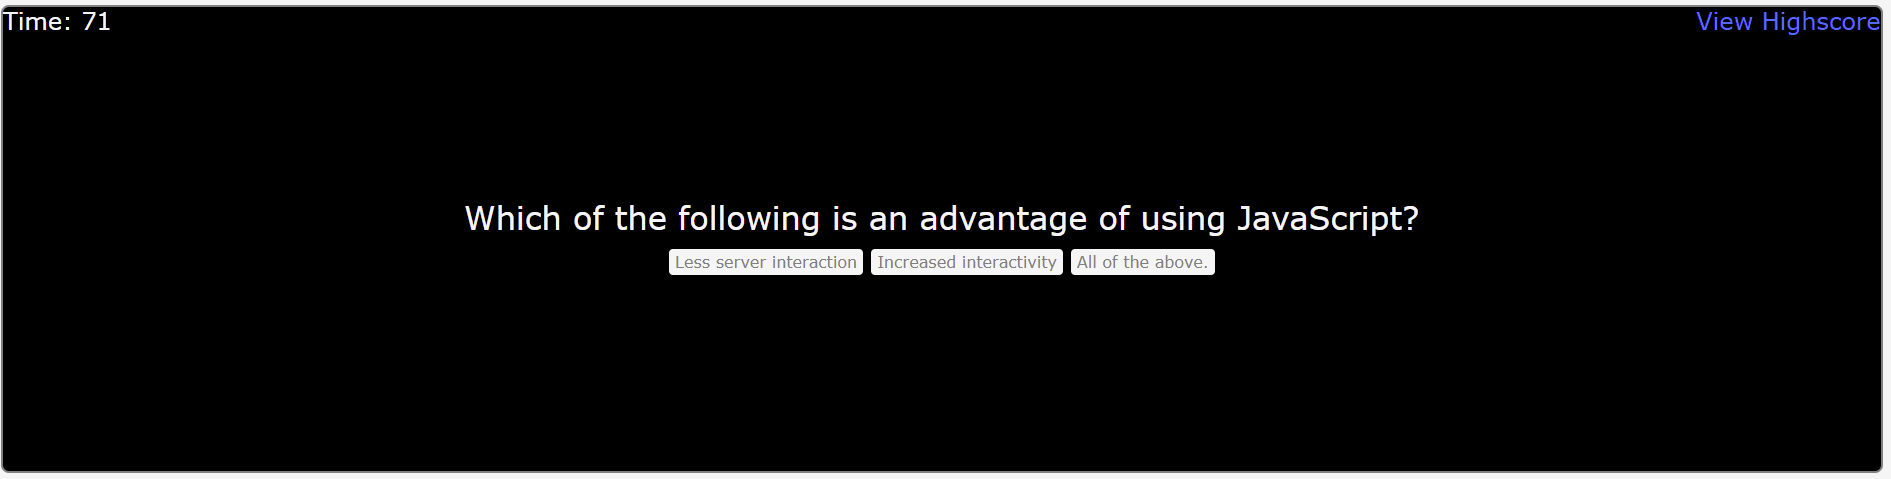 Time: 71
View Highscore
Which of the following is an advantage of using JavaScript?
Less server interaction
Increased interactivity
All of the above.